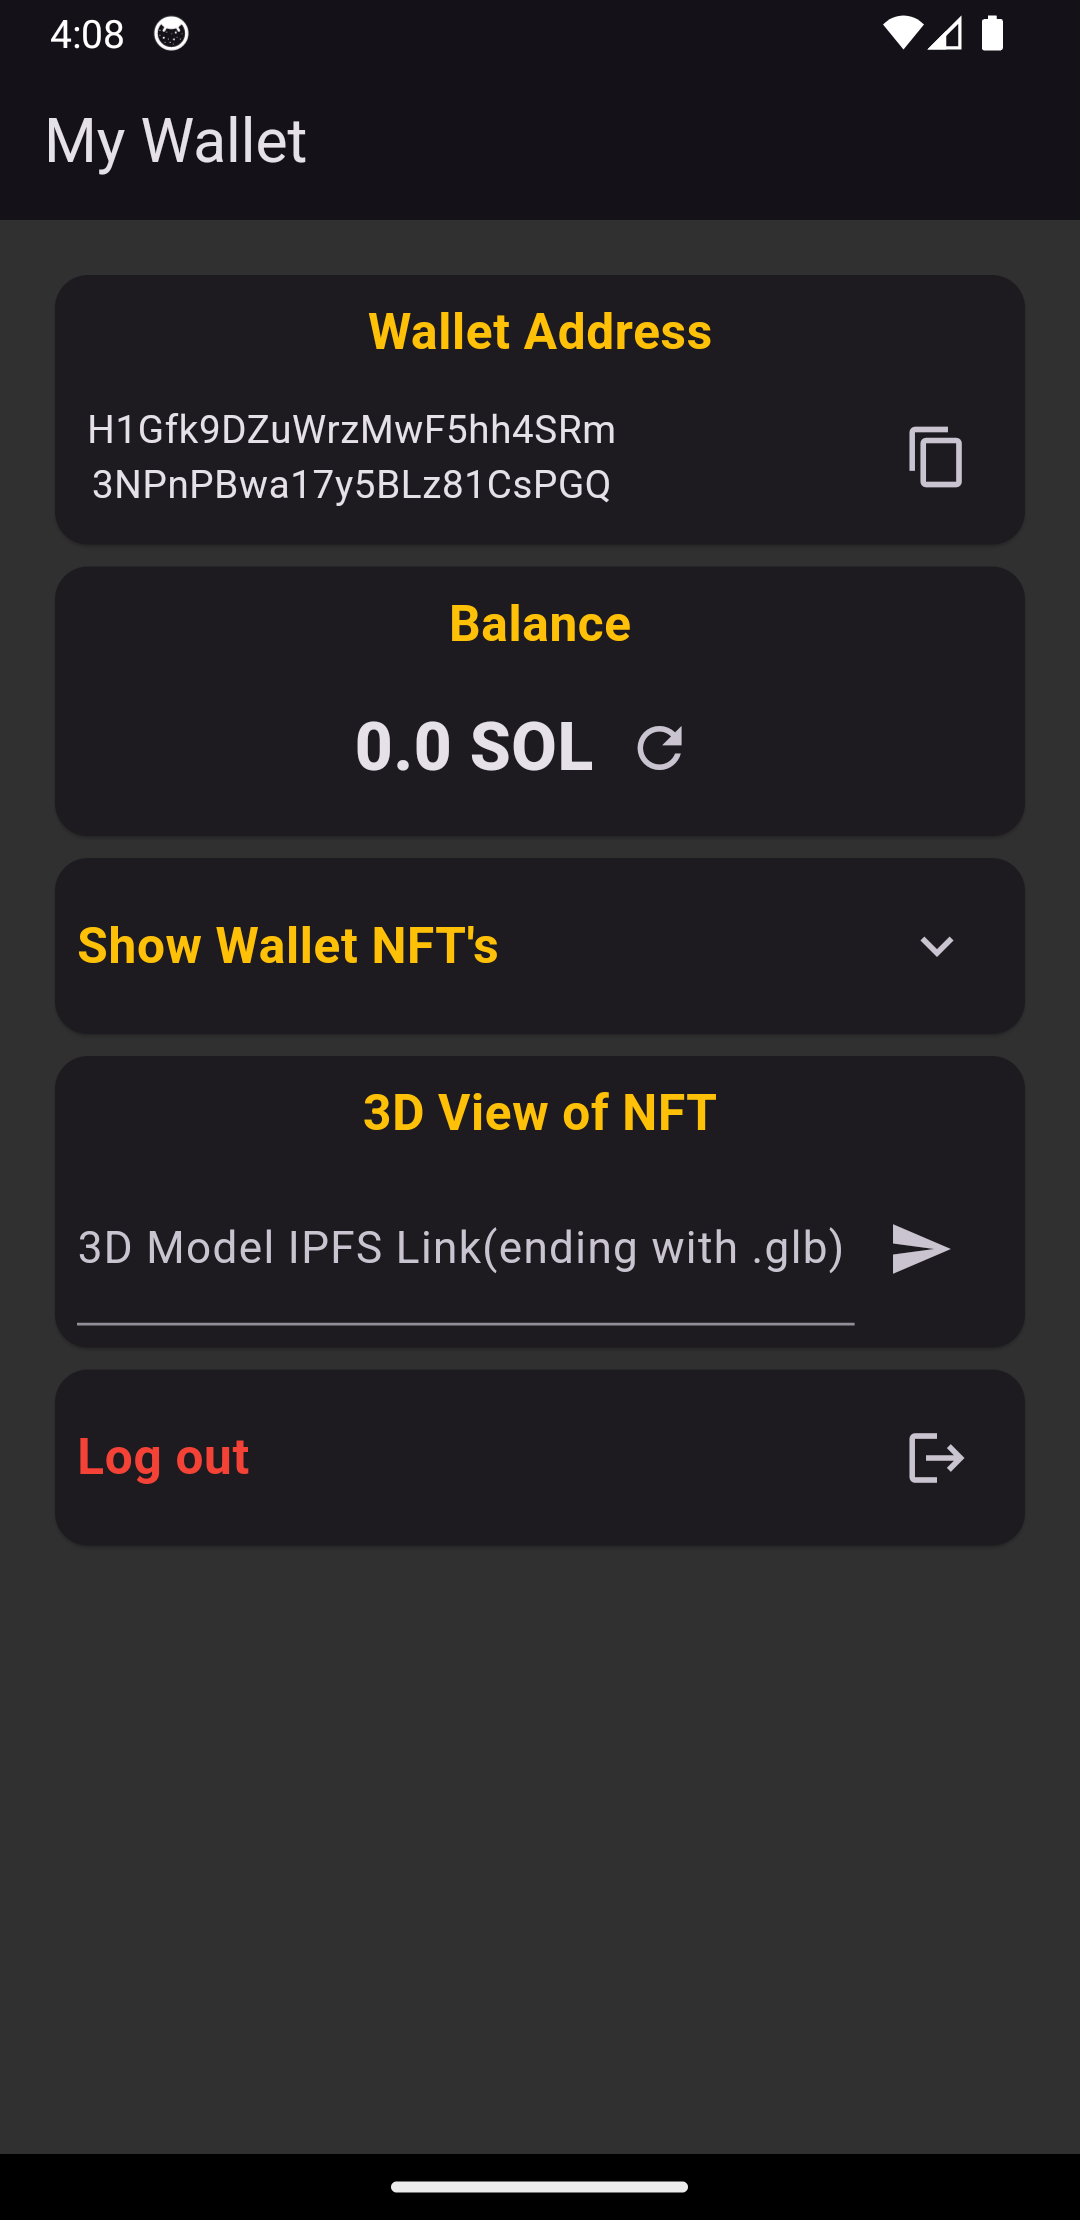 4:08
My Wallet
Wallet Address
H1Gfk9DZuWrzMwF5hh4SRm
3NPnPBwa17y5BLz81CsPGQ
Balance
0.0 SOL
Show Wallet NFT's
3D View of NFT
3D Model IPFS Link(ending with .glb)
Log out